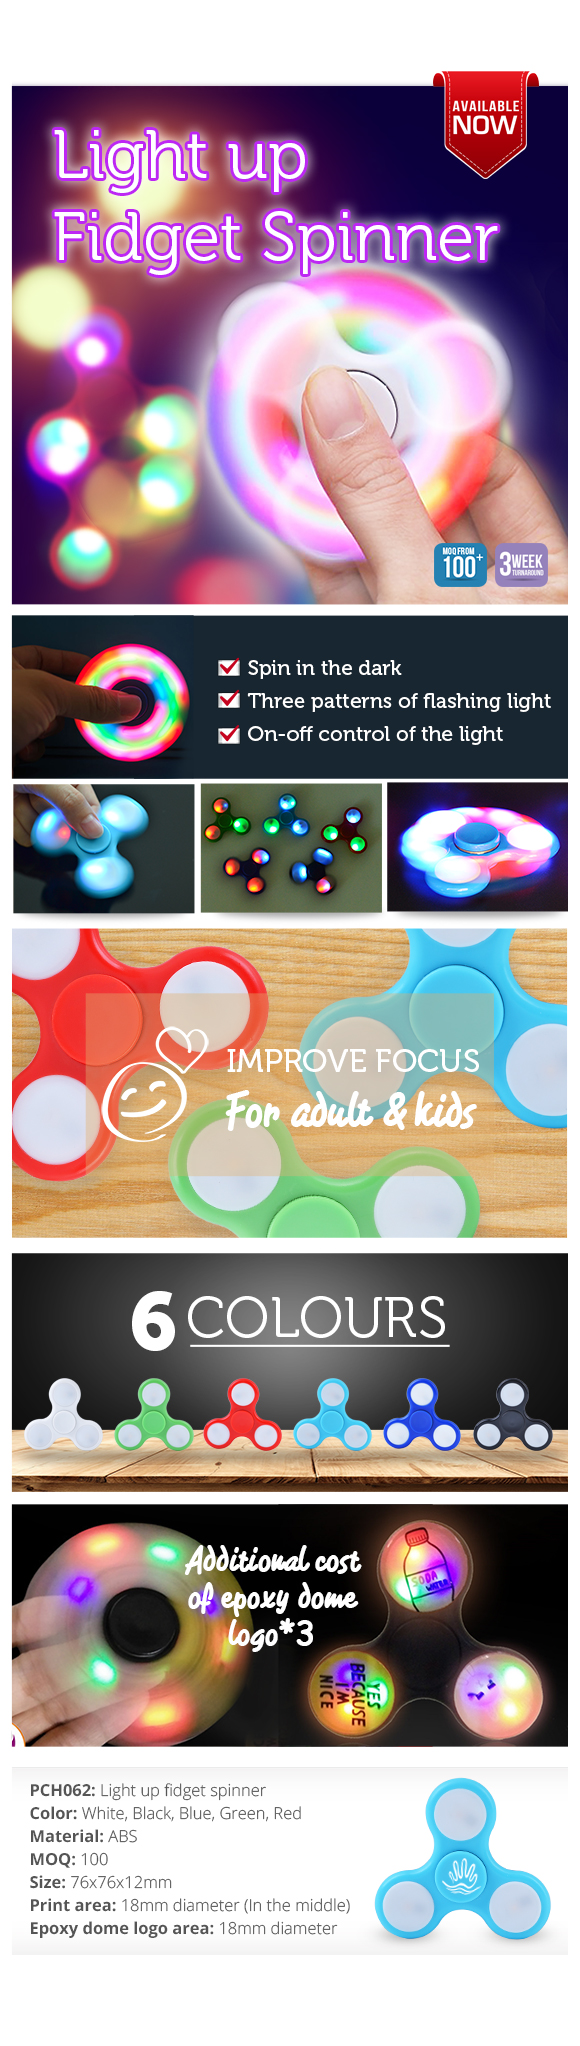 AVAILABLE
NOW
Light up
Fidget Spinner
MOQ FROM
100+
3 WEEK
TURNAROUND
Spin in the dark
Three patterns of flashing light
On-off control of the light
IMPROVE FOCUS
For adult & kids
6 COLOURS
Additional cost
of epoxy dome
logo*3
SODA
WATER
YES
BECAUSE
I'M
NICE
PCH062: Light up fidget spinner
Color: White, Black, Blue, Green, Red
Material: ABS
MOQ: 100
Size: 76x76x12mm
Print area: 18mm diameter (In the middle)
Epoxy dome logo area: 18mm diameter